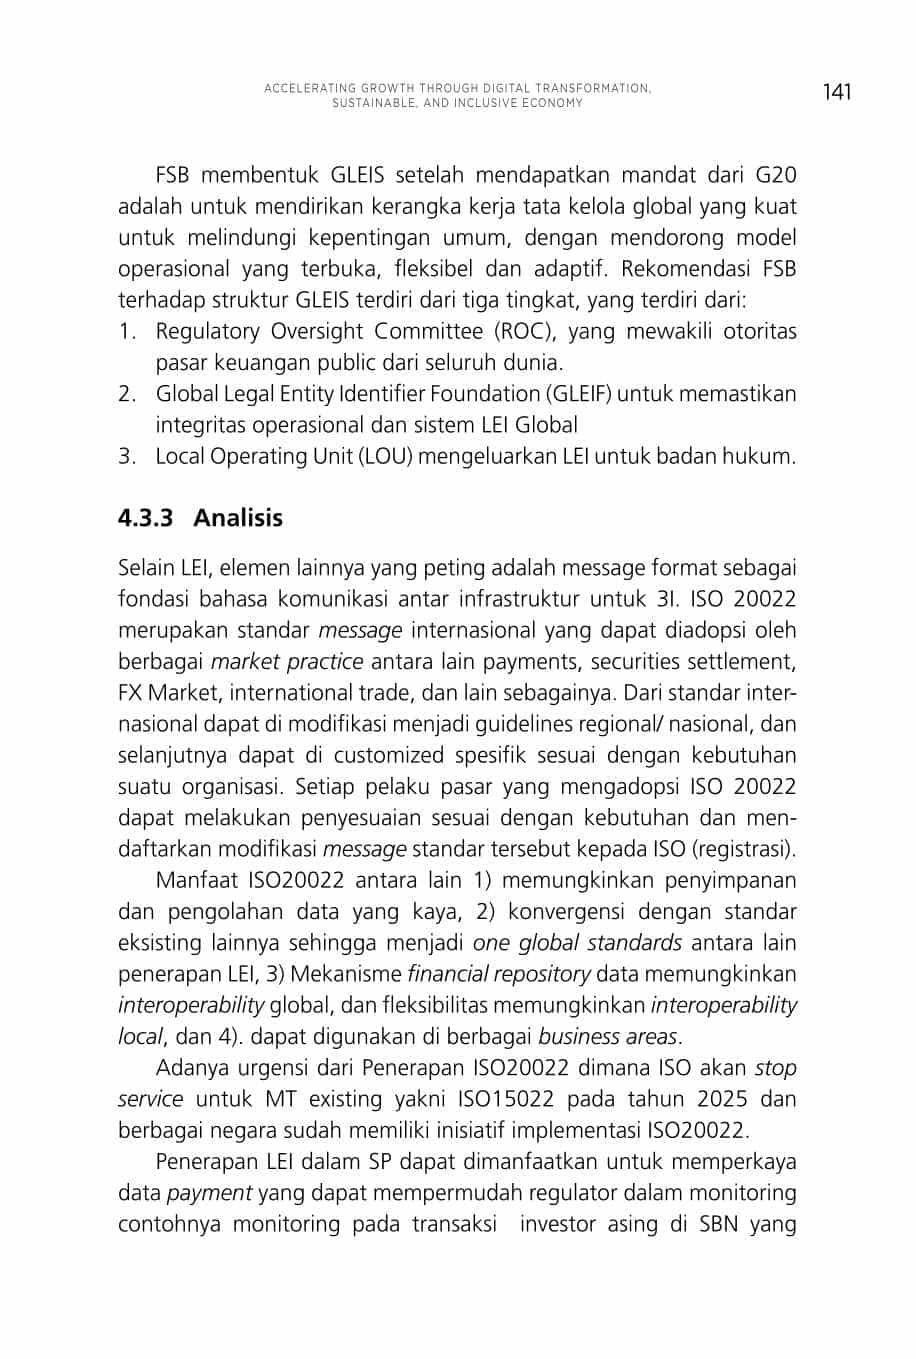 ACCELERATING GROWTH THROUGH DIGITAL TRANSFORMATION,
SUSTAINABLE, AND INCLUSIVE ECONOMY
141
FSB membentuk GLEIS setelah mendapatkan mandat dari G20
adalah untuk mendirikan kerangka kerja tata kelola global yang kuat
untuk melindungi kepentingan umum, dengan mendorong model
operasional yang terbuka, fleksibel dan adaptif. Rekomendasi FSB
terhadap struktur GLEIS terdiri dari tiga tingkat, yang terdiri dari:
1. Regulatory Oversight Committee (ROC), yang mewakili otoritas
pasar keuangan public dari seluruh dunia.
2. Global Legal Entity Identifier Foundation (GLEIF) untuk memastikan
integritas operasional dan sistem LEI Global
3. Local Operating Unit (LOU) mengeluarkan LEI untuk badan hukum.
4.3.3 Analisis
Selain LEI, elemen lainnya yang peting adalah message format sebagai
fondasi bahasa komunikasi antar infrastruktur untuk 3I. ISO 20022
merupakan standar message internasional yang dapat diadopsi oleh
berbagai market practice antara lain payments, securities settlement,
FX Market, international trade, dan lain sebagainya. Dari standar inter-
nasional dapat di modifikasi menjadi guidelines regional/ nasional, dan
selanjutnya dapat di customized spesifik sesuai dengan kebutuhan
suatu organisasi. Setiap pelaku pasar yang mengadopsi ISO 20022
dapat melakukan penyesuaian sesuai dengan kebutuhan dan men-
daftarkan modifikasi message standar tersebut kepada ISO (registrasi).
Manfaat ISO20022 antara lain 1) memungkinkan penyimpanan
dan pengolahan data yang kaya, 2) konvergensi dengan standar
eksisting lainnya sehingga menjadi one global standards antara lain
penerapan LEI, 3) Mekanisme financial repository data memungkinkan
interoperability global, dan fleksibilitas memungkinkan interoperability
local, dan 4). dapat digunakan di berbagai business areas.
Adanya urgensi dari Penerapan ISO20022 dimana ISO akan stop
service untuk MT existing yakni ISO15022 pada tahun 2025 dan
berbagai negara sudah memiliki inisiatif implementasi ISO20022.
Penerapan LEI dalam SP dapat dimanfaatkan untuk memperkaya
data payment yang dapat mempermudah regulator dalam monitoring
contohnya monitoring pada transaksi investor asing di SBN yang